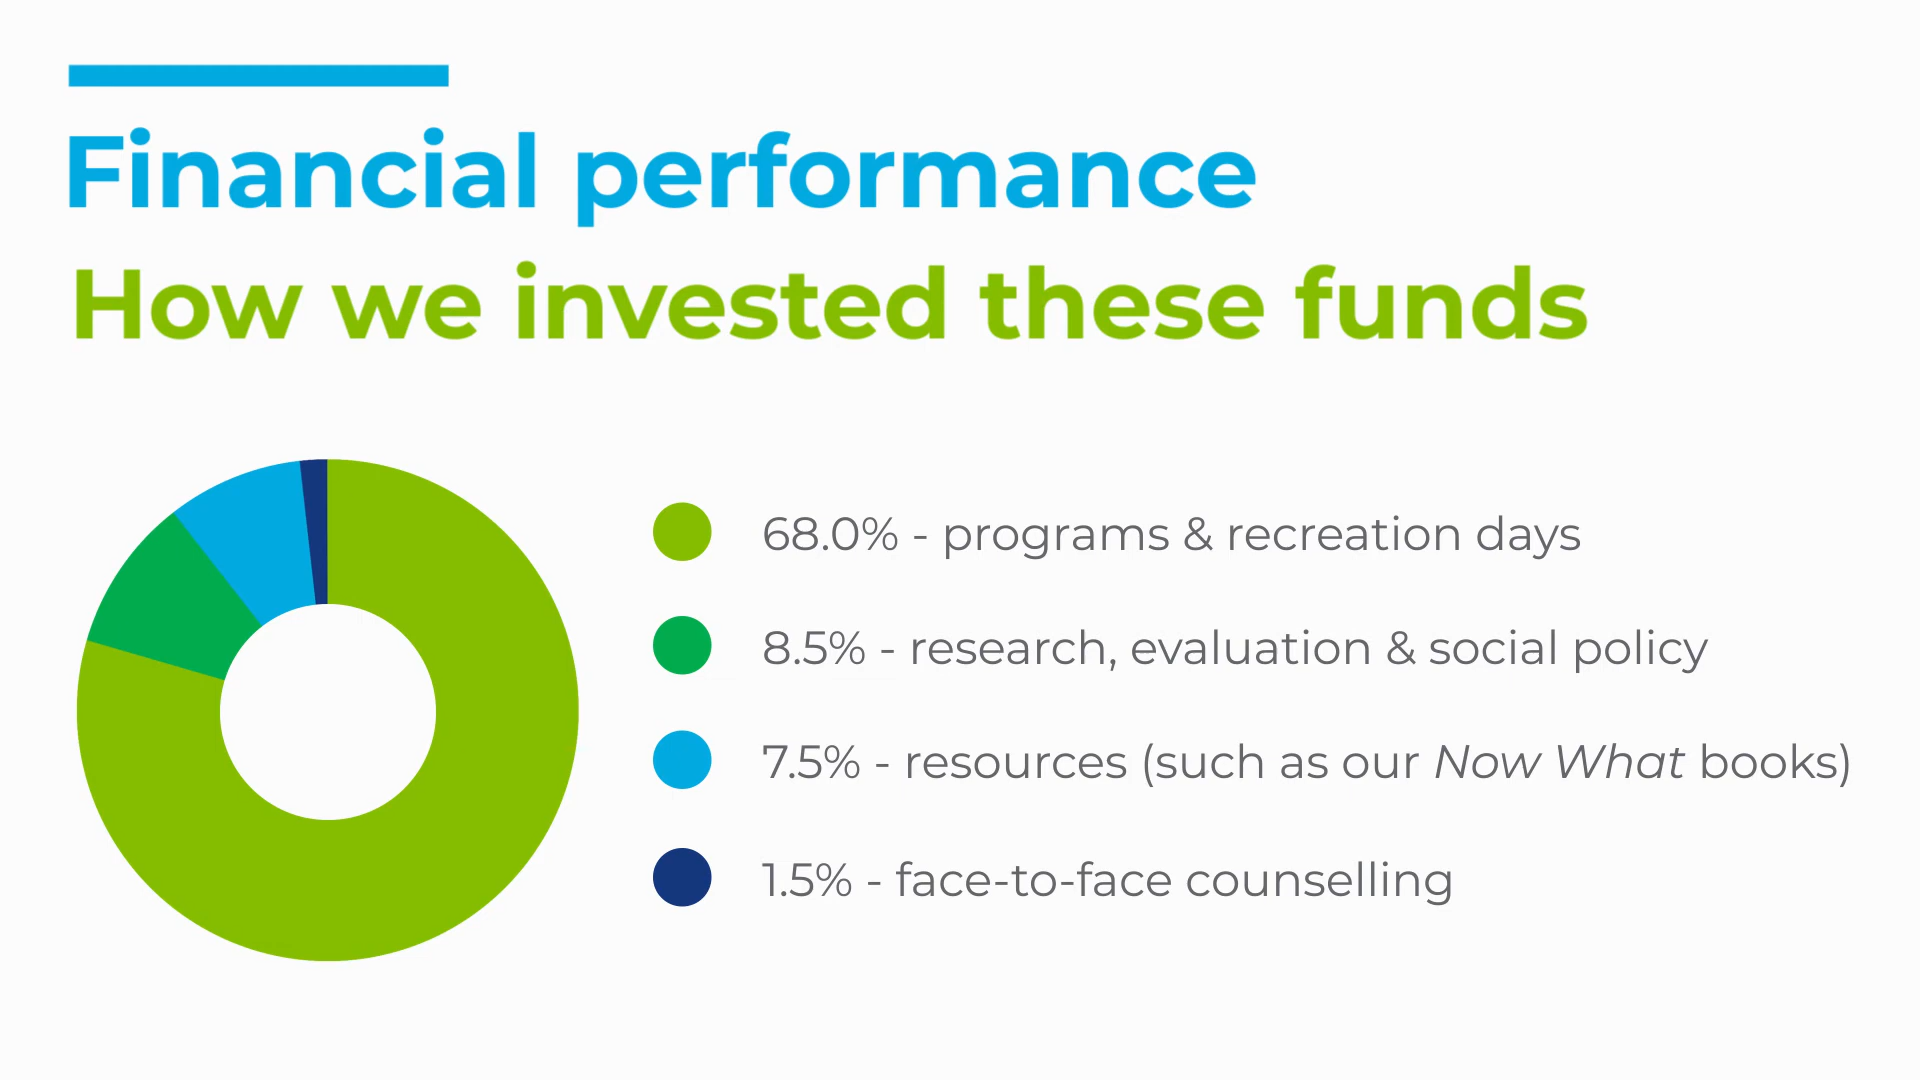 Financial performance
How we invested these funds
68.0% - programs & recreation days
8.5% - research, evaluation & social policy
7.5% - resources (such as our Now What books)
1.5% - face-to-face counselling